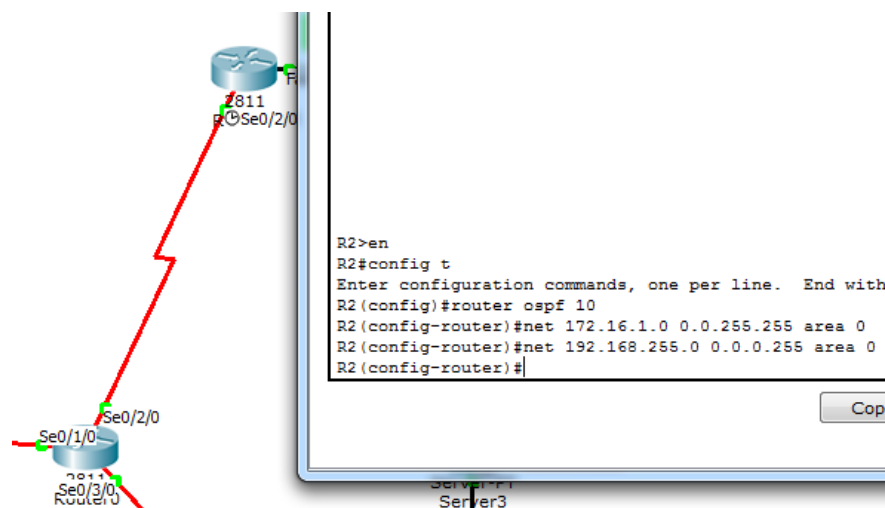 2811
Se0/2/0
Se0/2/0
Se0/1/0
2811
Se0/3/0
R2>en
R2#config t
Enter configuration commands, one per line. End with
R2(config)#router ospf 10
R2(config-router)#net 172.16.1.0 0.0.255.255 area 0
R2(config-router)#net 192.168.255.0 0.0.0.255 area 0
R2(config-router)#
Cop
Server-PT
Server3